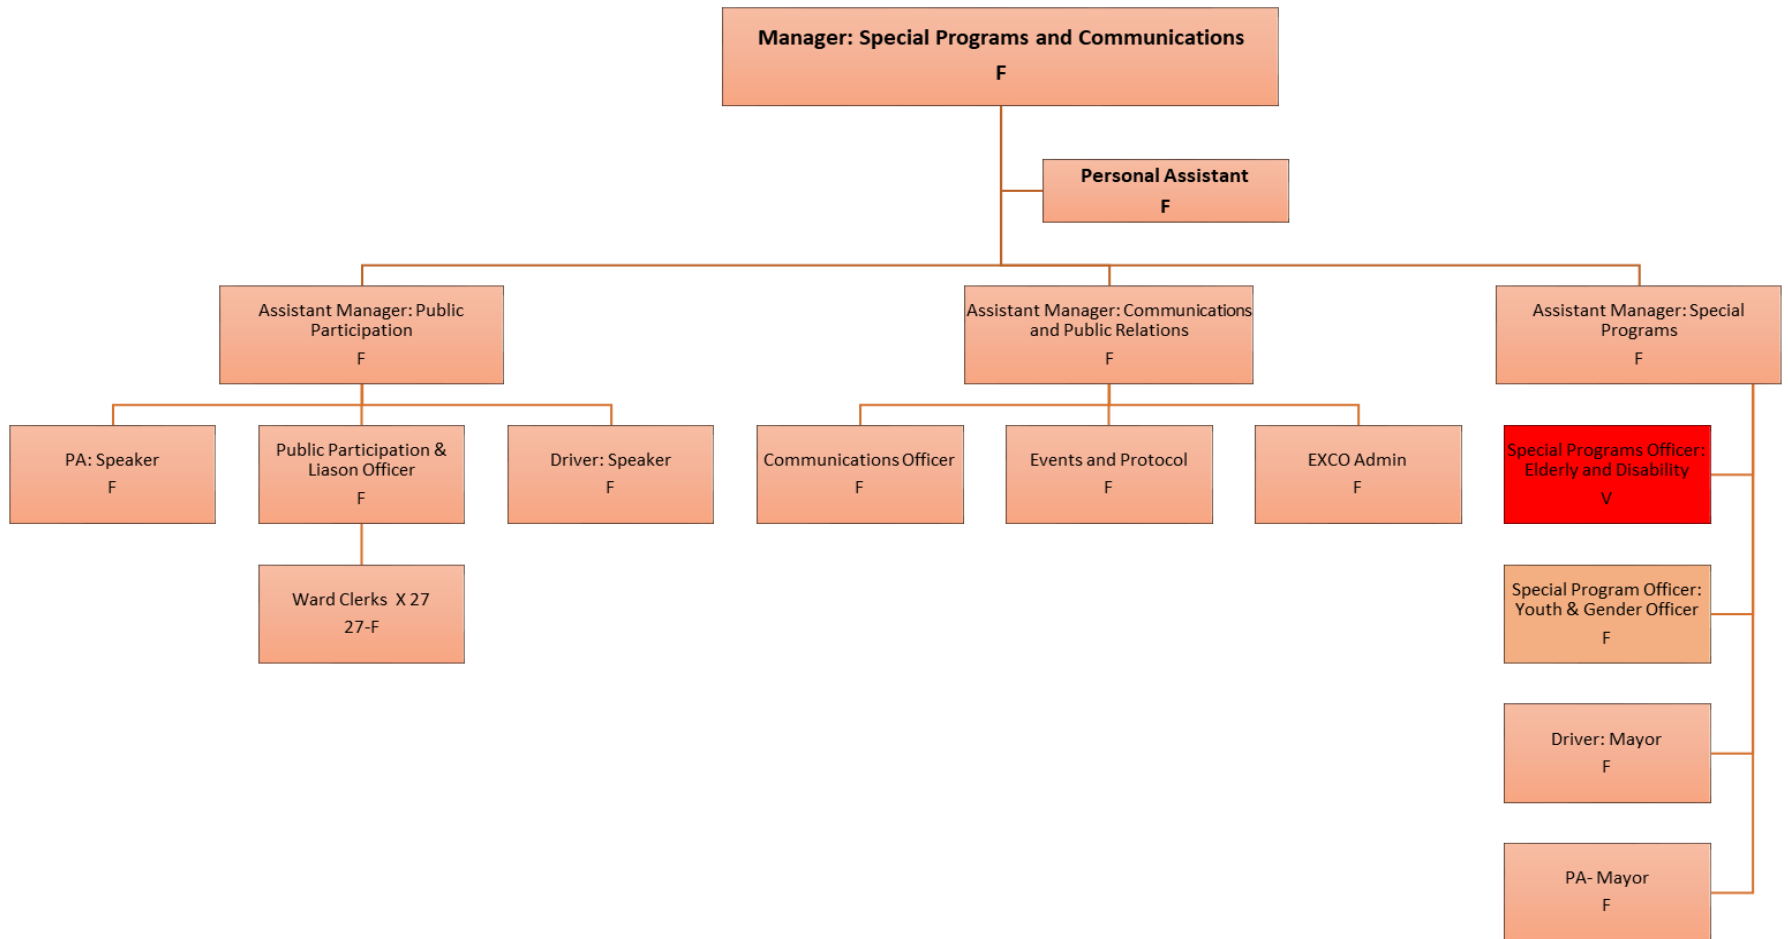 Manager: Special Programs and Communications
F
Personal Assistant
F
Assistant Manager: Public
Participation
F
Assistant Manager: Communications
and Public Relations
F
Assistant Manager: Special
Programs
F
PA: Speaker
F
Public Participation &
Liason Officer
F
Driver: Speaker
F
Communications Officer
F
Events and Protocol
F
EXCO Admin
F
Special Programs Officer:
Elderly and Disability
V
Ward Clerks X 27
27-F
Special Program Officer:
Youth & Gender Officer
F
Driver: Mayor
F
PA- Mayor
F